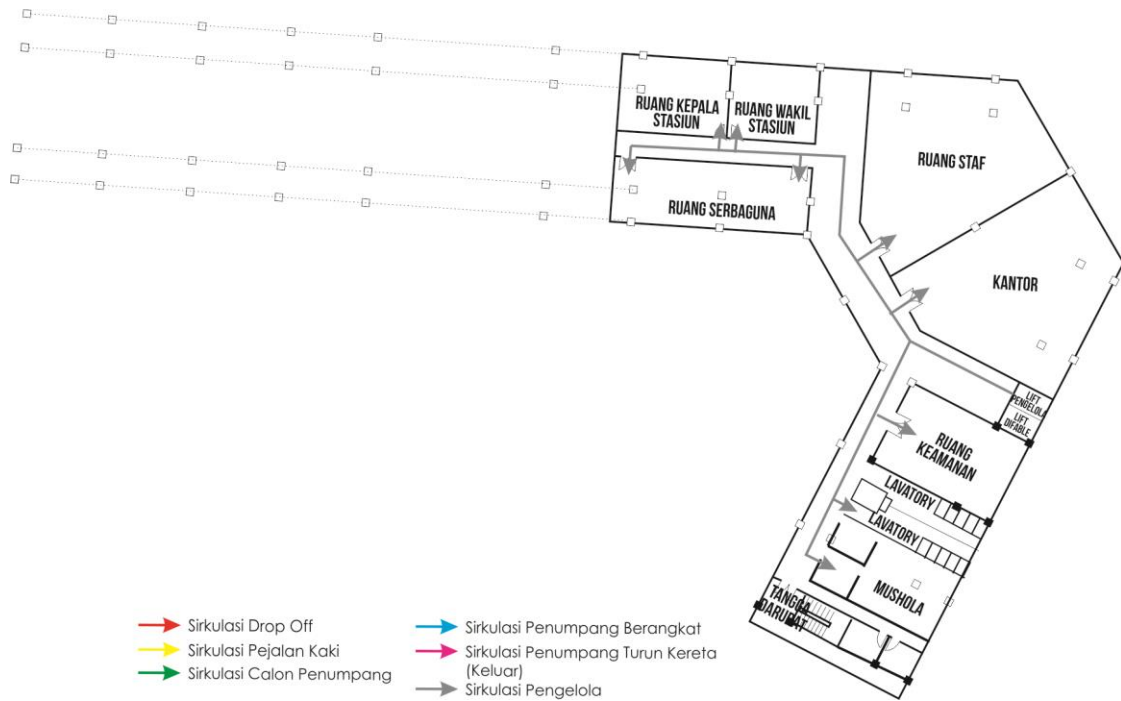 RUANG KEPALA
STASIUN
RUANG WAKIL
STASIUN
RUANG STAF
RUANG SERBAGUNA
KANTOR
LIFT
PENGELOLA
LIFT
DIFABLE
RUANG
KEAMANAN
LAVATORY
LAVATORY
MUSHOLA
TANGGA
DARURAT
Sirkulasi Drop Off
Sirkulasi Pejalan Kaki
Sirkulasi Calon Penumpang
Sirkulasi Penumpang Berangkat
Sirkulasi Penumpang Turun Kereta
(Keluar)
Sirkulasi Pengelola